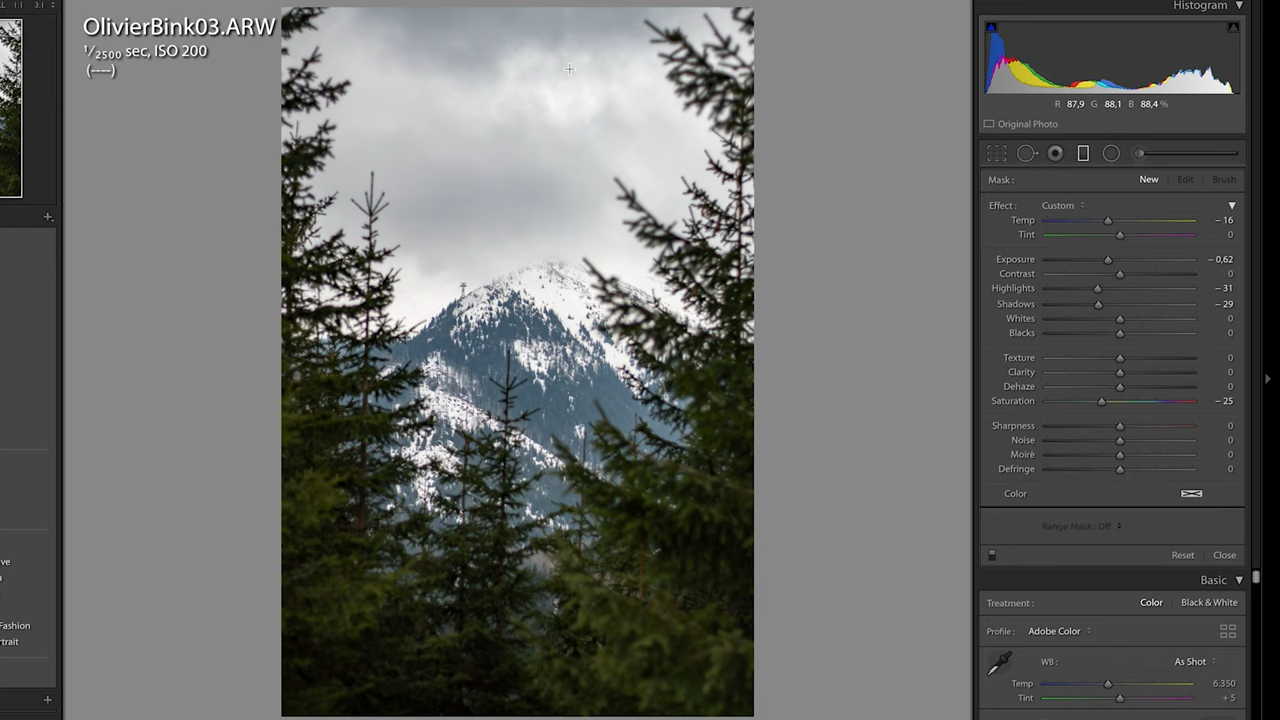 1:1 3:1
OlivierBink03.ARW
1/2500 sec, ISO 200
(----)
Histogram
R 87,9 G 88,1 B 88,4 %
Original Photo
Mask : New Edit Brush
Effect : Custom
Temp −16
Tint 0
Exposure −0,62
Contrast 0
Highlights −31
Shadows −29
Whites 0
Blacks 0
Texture 0
Clarity 0
Dehaze 0
Saturation −25
Sharpness 0
Noise 0
Moiré 0
Defringe 0
Color
Range Mask : Off
Reset Close
Basic
Treatment : Color Black & White
Profile : Adobe Color
WB : As Shot
Temp 6.350
Tint +5
Fashion